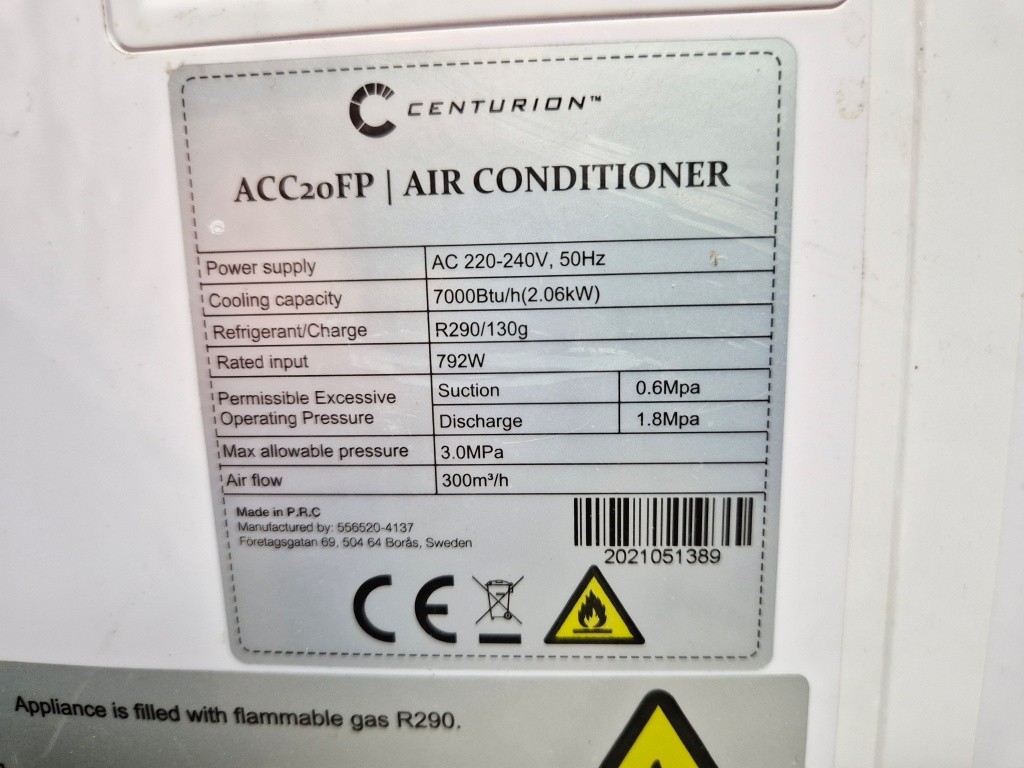 CENTURION™
ACC20FP | AIR CONDITIONER
Power supply AC 220-240V, 50Hz
Cooling capacity 7000Btu/h(2.06kW)
Refrigerant/Charge R290/130g
Rated input 792W
Permissible Excessive Operating Pressure Suction 0.6Mpa
Discharge 1.8Mpa
Max allowable pressure 3.0MPa
Air flow 300m³/h
Made in P.R.C
Manufactured by: 556520-4137
Företagsgatan 69, 504 64 Borås, Sweden
2021051389
CE
Appliance is filled with flammable gas R290.